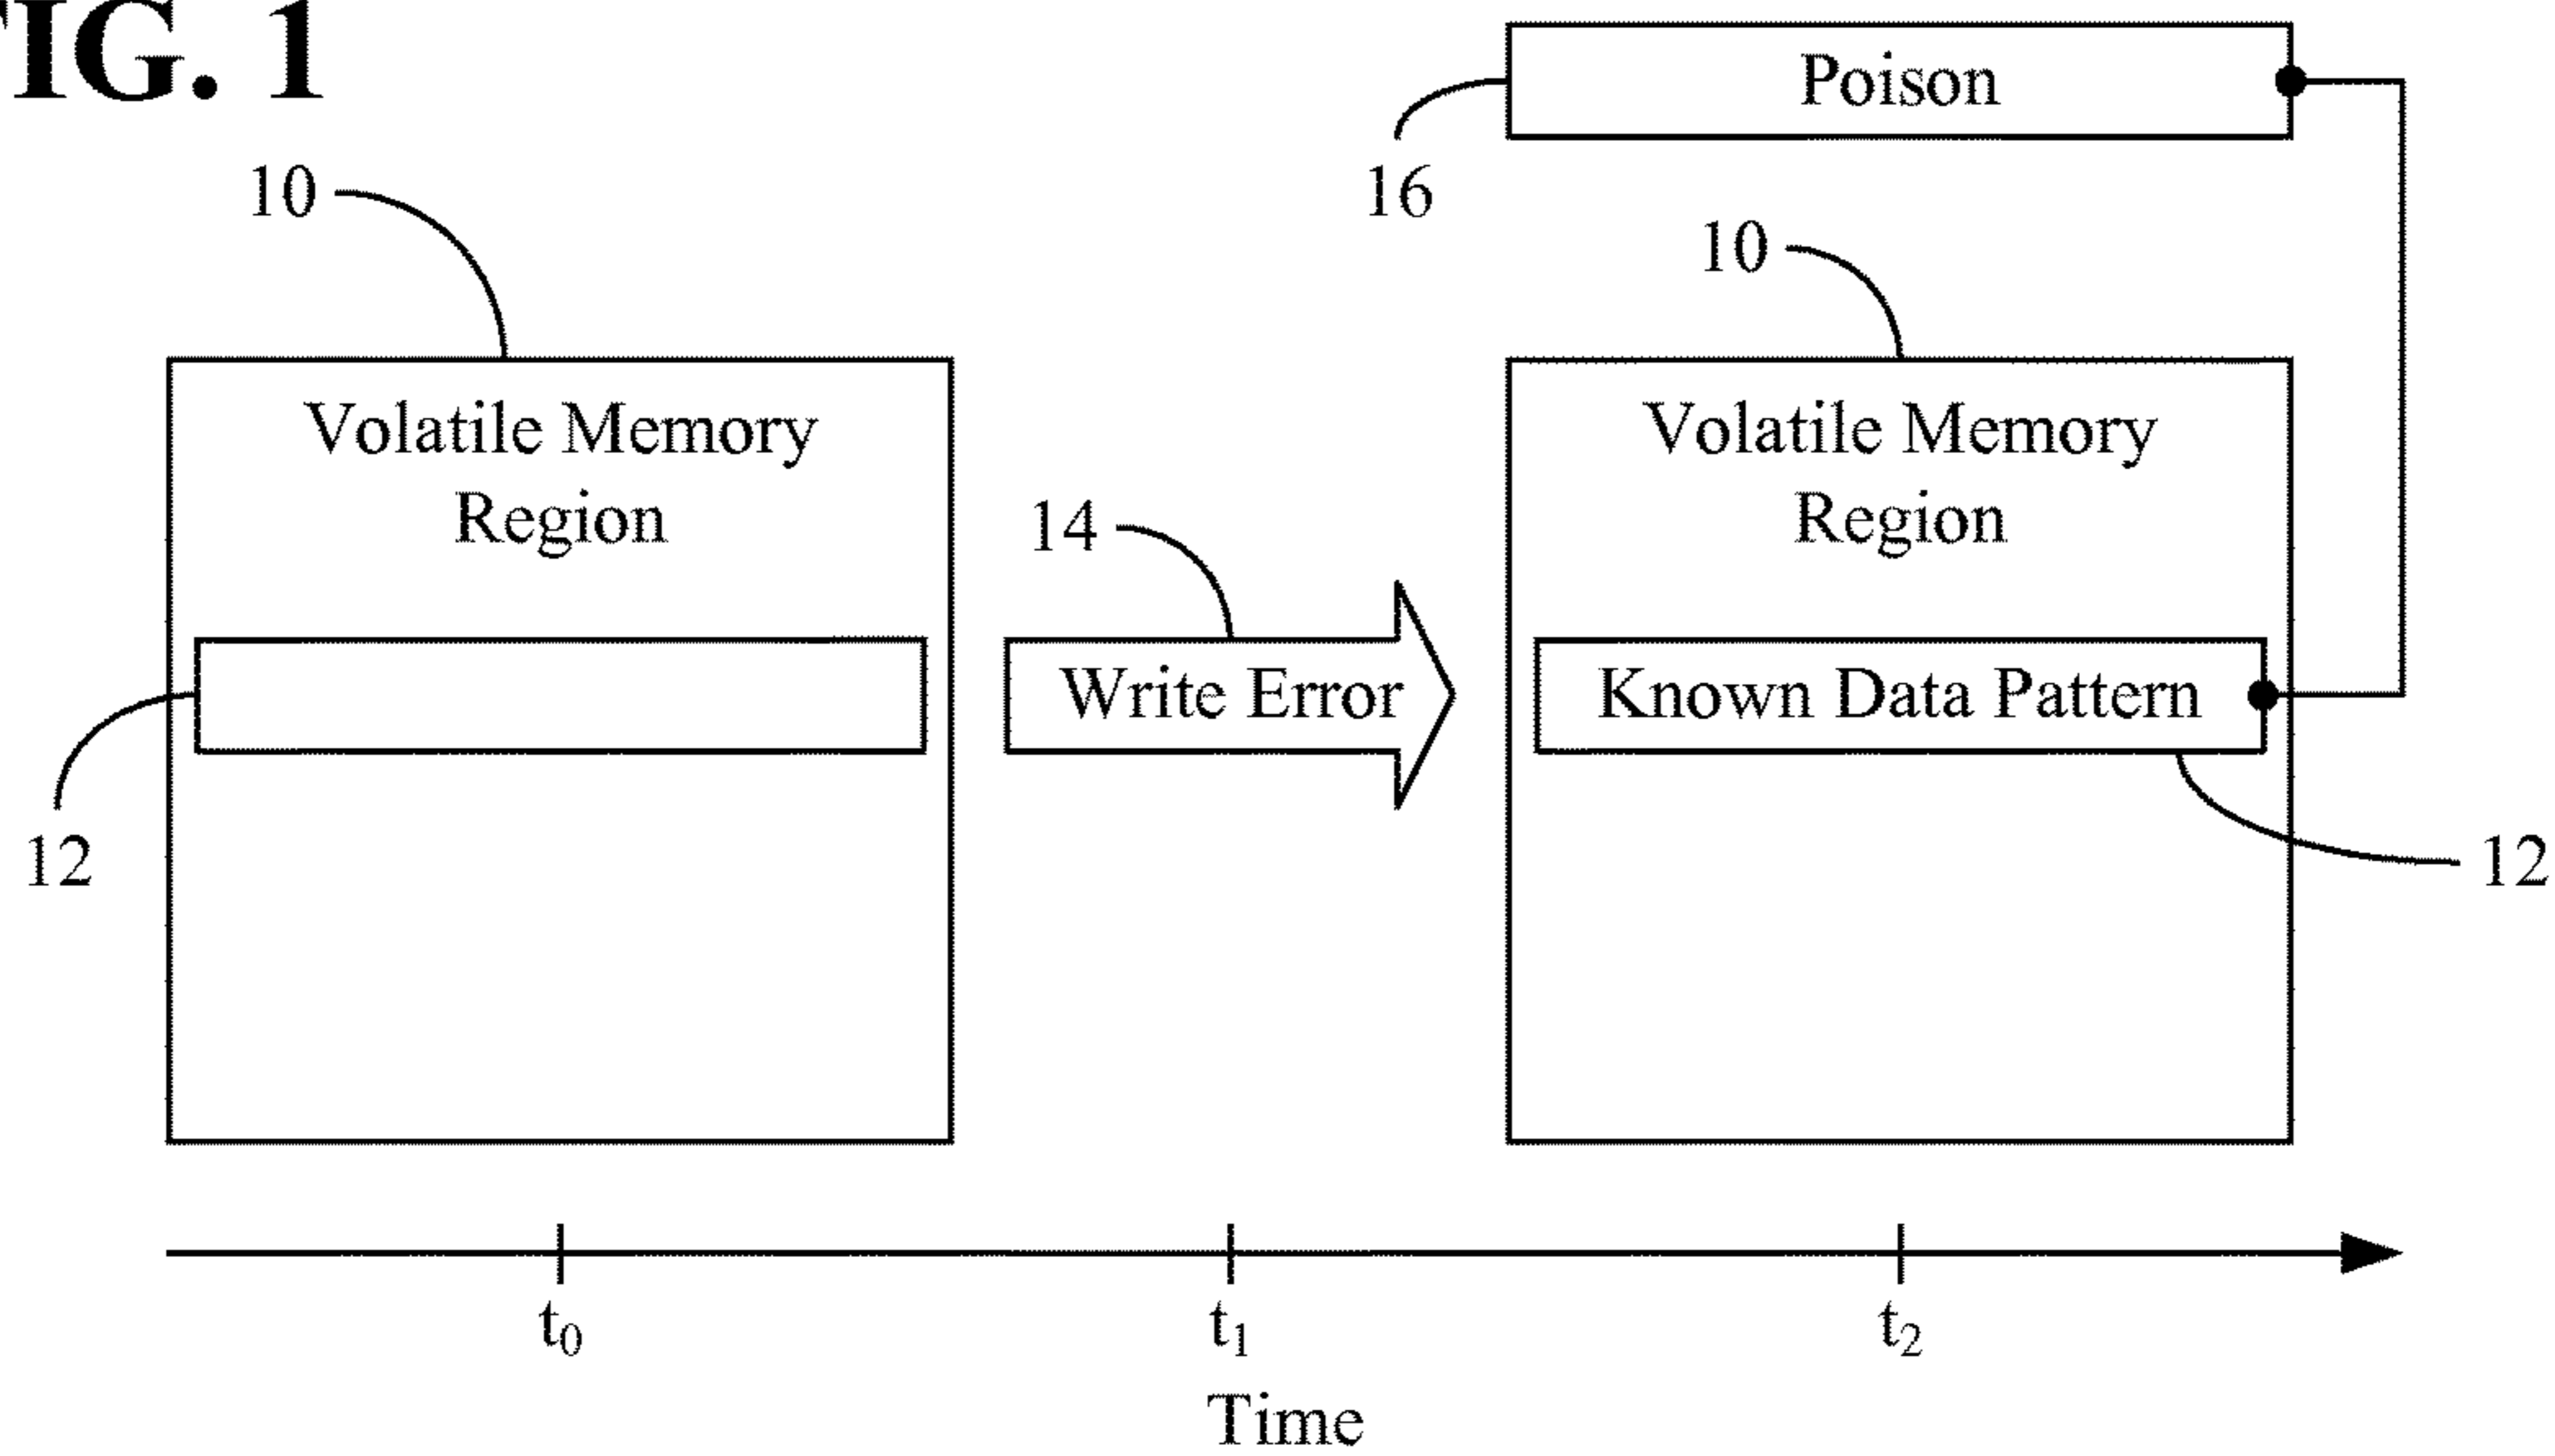 FIG. 1
Poison
16
10
10
Volatile Memory
Region
Volatile Memory
Region
14
Write Error
Known Data Pattern
12
12
t0
t1
t2
Time